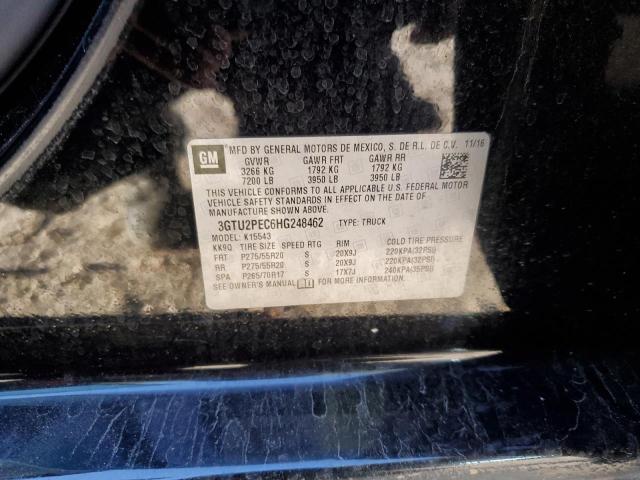 GM
MFD BY GENERAL MOTORS DE MEXICO, S. DE R.L. DE C.V. 11/16
GVWR GAWR FRT GAWR RR
3266 KG 1792 KG 1792 KG
7200 LB 3950 LB 3950 LB
THIS VEHICLE CONFORMS TO ALL APPLICABLE U.S. FEDERAL MOTOR
VEHICLE SAFETY STANDARDS IN EFFECT ON THE DATE OF
MANUFACTURE SHOWN ABOVE.
3GTU2PEC6HG248462 TYPE: TRUCK
MODEL: K15543
KK9Q TIRE SIZE SPEED RTG RIM COLD TIRE PRESSURE
FRT P275/55R20 S 20X9J 220KPA(32PSI)
RR P275/55R20 S 20X9J 220KPA(32PSI)
SPA P265/70R17 S 17X7J 240KPA(35PSI)
SEE OWNER'S MANUAL FOR MORE INFORMATION.